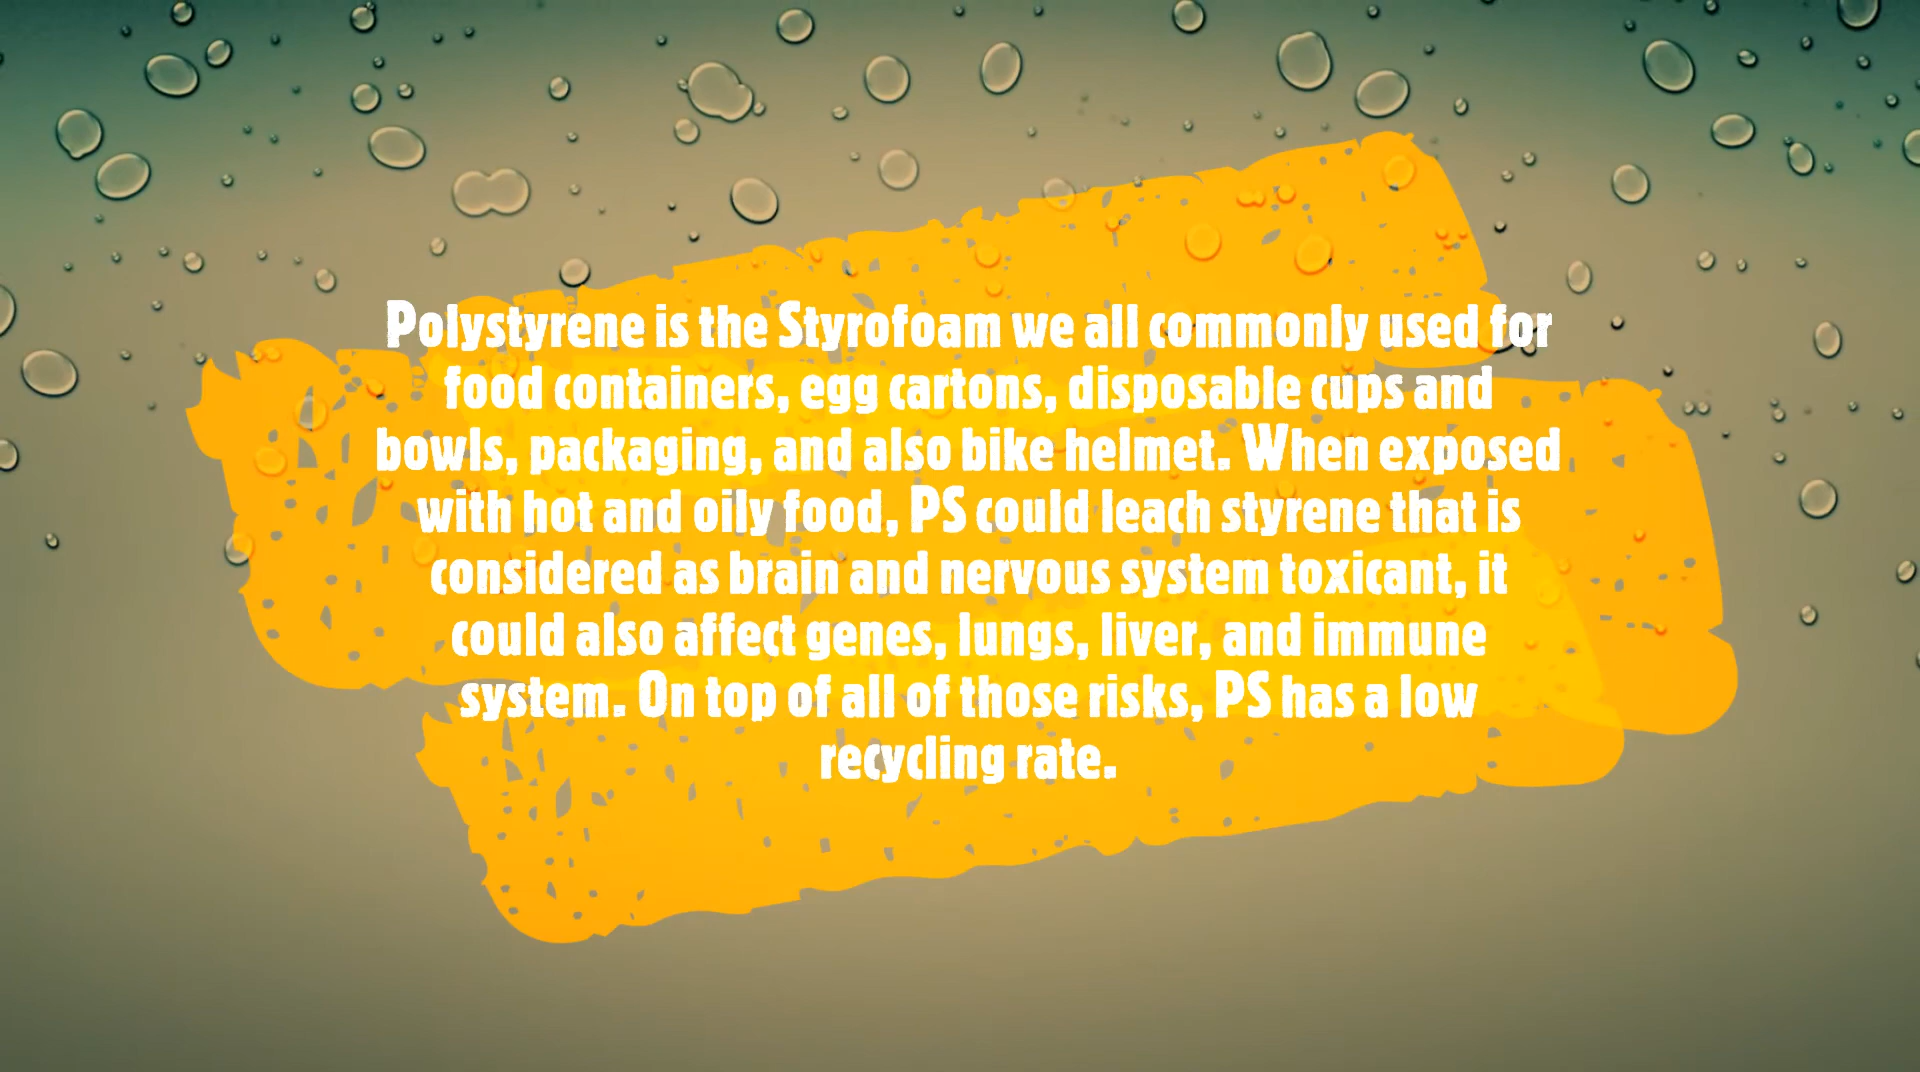 Polystyrene is the Styrofoam we all commonly used for
food containers, egg cartons, disposable cups and
bowls, packaging, and also bike helmet. When exposed
with hot and oily food, PS could leach styrene that is
considered as brain and nervous system toxicant, it
could also affect genes, lungs, liver, and immune
system. On top of all of those risks, PS has a low
recycling rate.